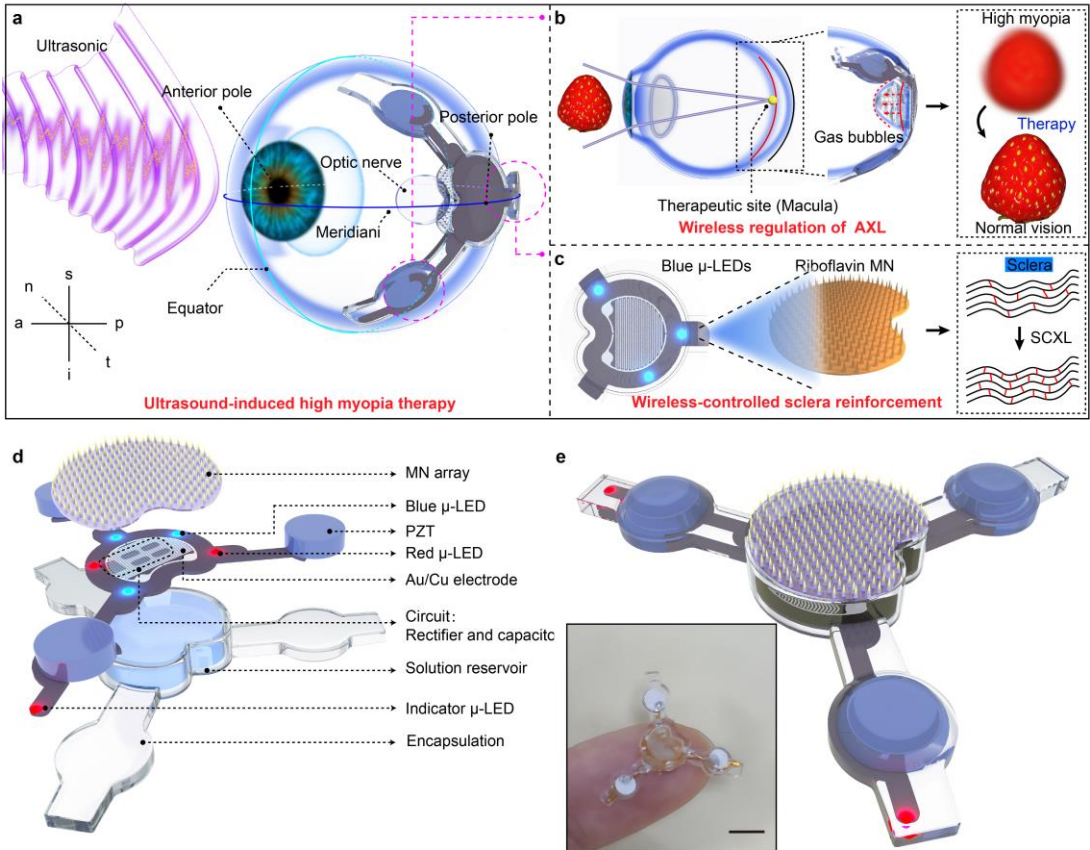 a
Ultrasonic
Anterior pole
Posterior pole
Optic nerve
Meridiani
Equator
s
n
a
p
t
i
Ultrasound-induced high myopia therapy
b
Gas bubbles
Therapeutic site (Macula)
Wireless regulation of AXL
High myopia
Therapy
Normal vision
c
Blue μ-LEDs
Riboflavin MN
Wireless-controlled sclera reinforcement
Sclera
SCXL
d
MN array
Blue μ-LED
PZT
Red μ-LED
Au/Cu electrode
Circuit:
Rectifier and capacito
Solution reservoir
Indicator μ-LED
Encapsulation
e